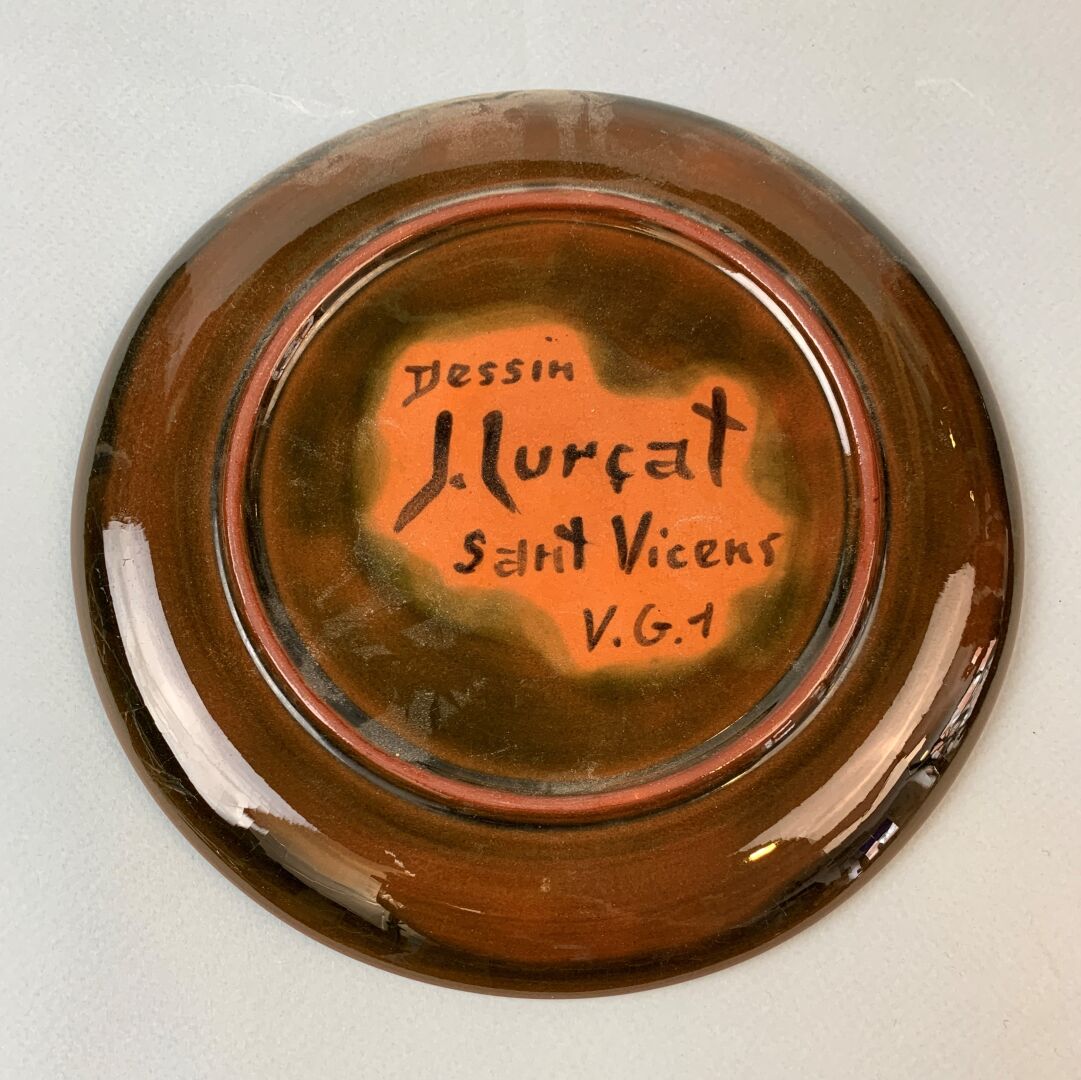 Dessin
J. Lurçat
Sant Vicens
V.G.1